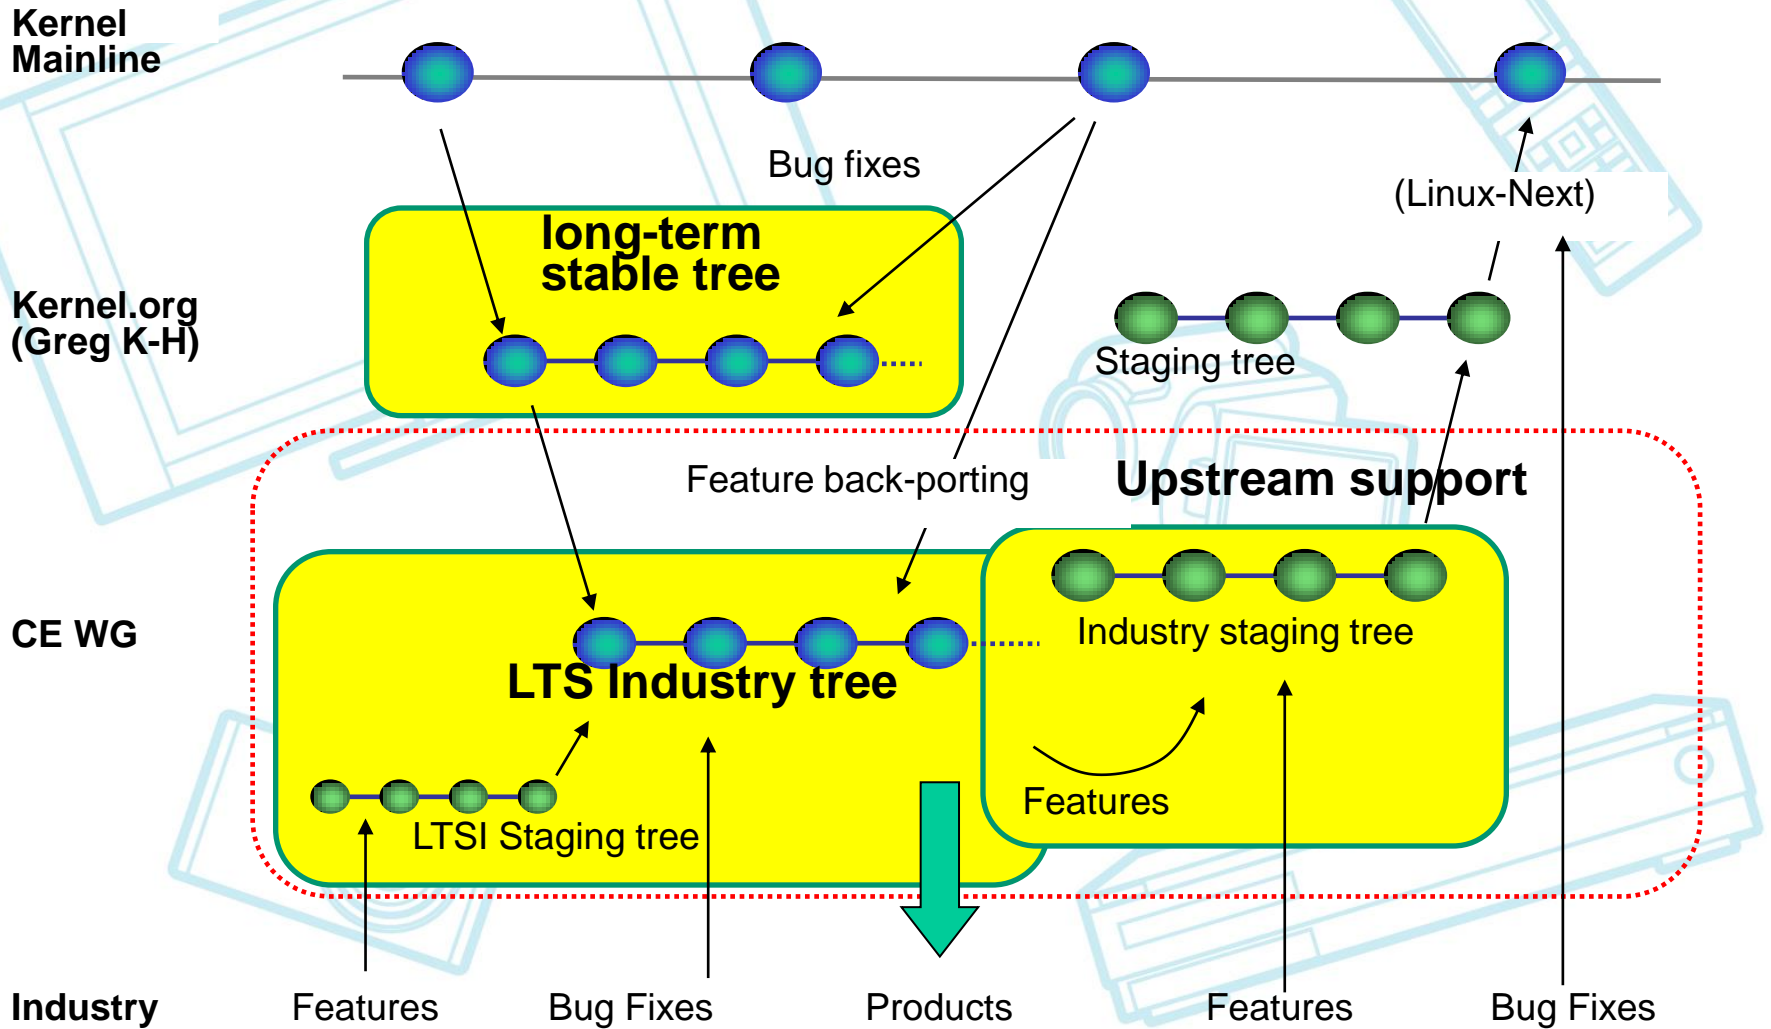 Kernel
Mainline
Bug fixes
(Linux-Next)
long-term
stable tree
Kernel.org
(Greg K-H)
Staging tree
Feature back-porting
Upstream support
CE WG
Industry staging tree
LTS Industry tree
Features
LTSI Staging tree
Industry
Features
Bug Fixes
Products
Features
Bug Fixes